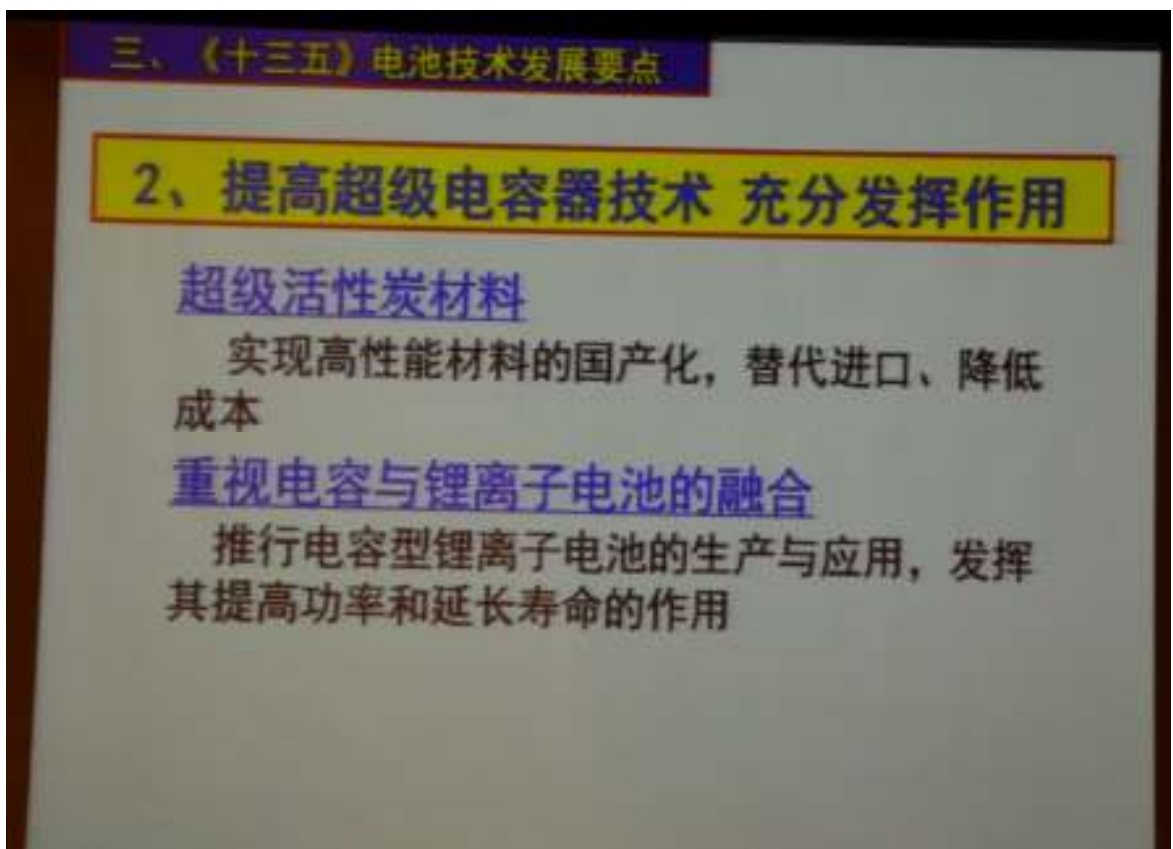 三、《十三五》电池技术发展要点
2、提高超级电容器技术 充分发挥作用
超级活性炭材料
实现高性能材料的国产化，替代进口、降低
成本
重视电容与锂离子电池的融合
推行电容型锂离子电池的生产与应用，发挥
其提高功率和延长寿命的作用